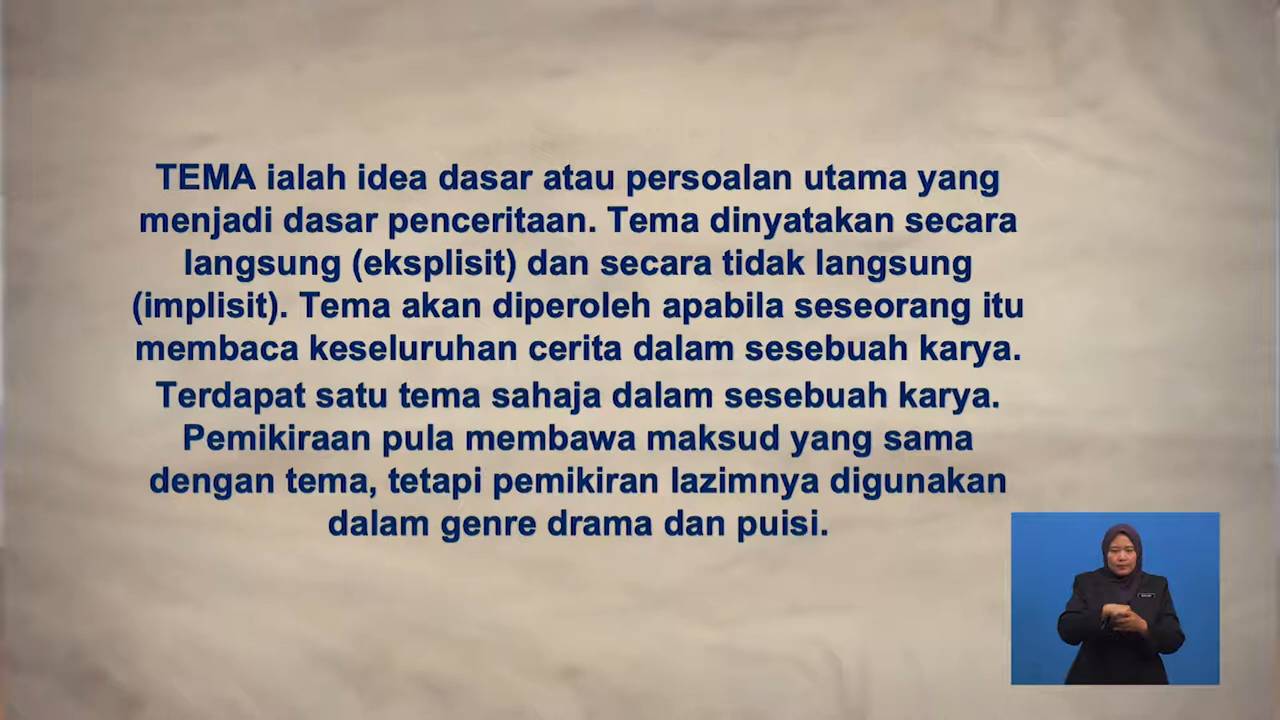 TEMA ialah idea dasar atau persoalan utama yang
menjadi dasar penceritaan. Tema dinyatakan secara
langsung (eksplisit) dan secara tidak langsung
(implisit). Tema akan diperoleh apabila seseorang itu
membaca keseluruhan cerita dalam sesebuah karya.
Terdapat satu tema sahaja dalam sesebuah karya.
Pemikiraan pula membawa maksud yang sama
dengan tema, tetapi pemikiran lazimnya digunakan
dalam genre drama dan puisi.